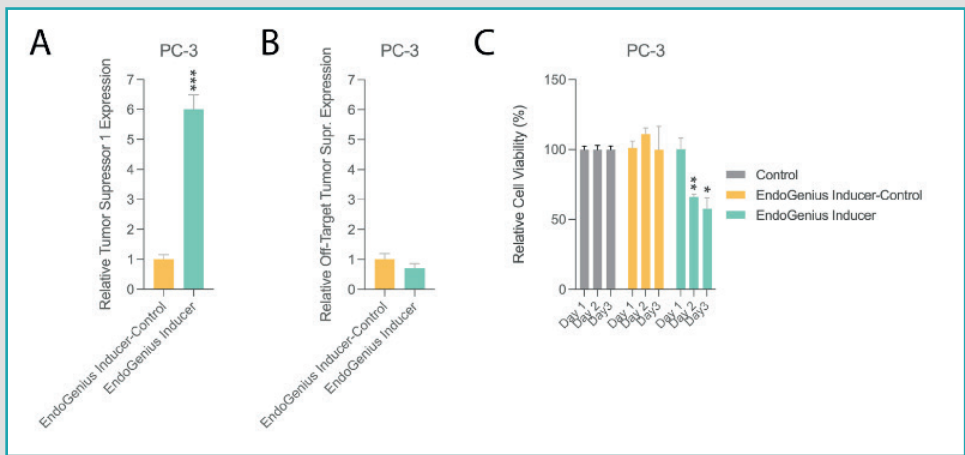 A
PC-3
Relative Tumor Supressor 1 Expression
7
6
5
4
3
2
1
0
***
EndoGenius Inducer-Control
EndoGenius Inducer
B
PC-3
Relative Off-Target Tumor Supr. Expression
7
6
5
4
3
2
1
0
EndoGenius Inducer-Control
EndoGenius Inducer
C
PC-3
Relative Cell Viability (%)
150
100
50
0
**
*
Day 1
Day 2
Day3
Day 1
Day 2
Day3
Day 1
Day 2
Day3
Control
EndoGenius Inducer-Control
EndoGenius Inducer